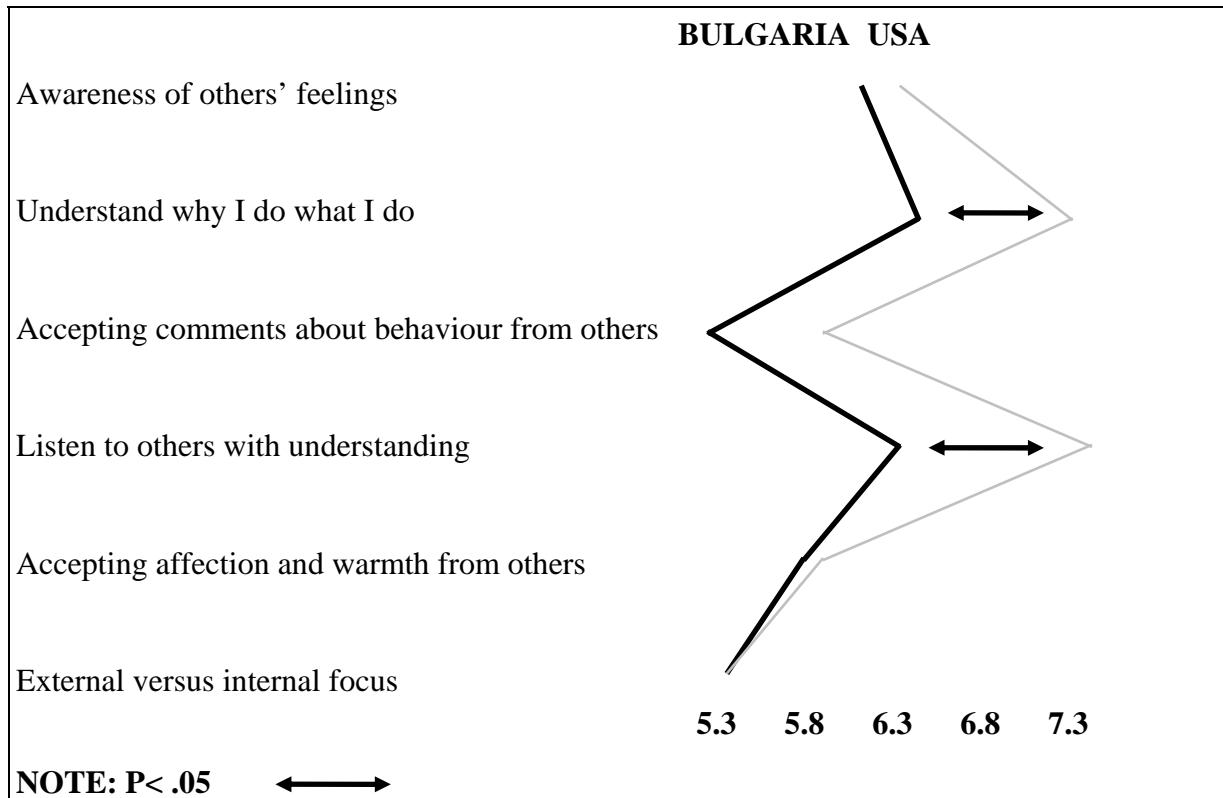 BULGARIA USA
Awareness of others’ feelings
Understand why I do what I do
Accepting comments about behaviour from others
Listen to others with understanding
Accepting affection and warmth from others
External versus internal focus
5.3 5.8 6.3 6.8 7.3
NOTE: P< .05